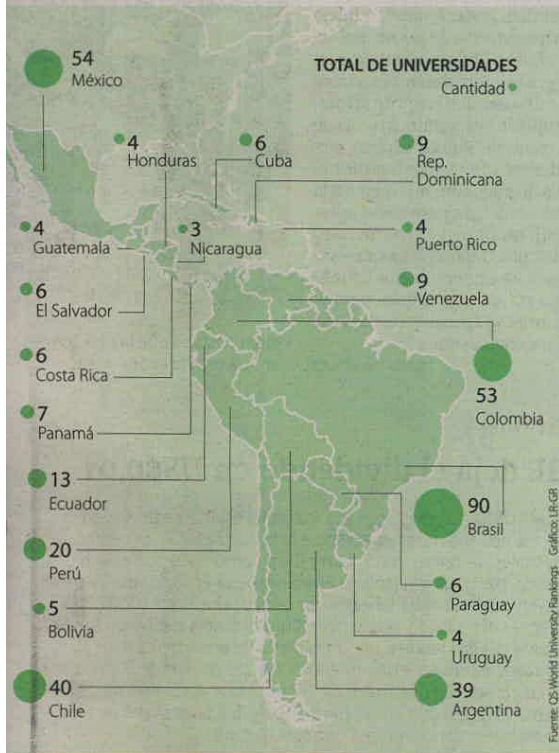 TOTAL DE UNIVERSIDADES
Cantidad
54
México
4
Honduras
6
Cuba
9
Rep.
Dominicana
4
Guatemala
3
Nicaragua
4
Puerto Rico
6
El Salvador
9
Venezuela
6
Costa Rica
53
Colombia
7
Panamá
13
Ecuador
90
Brasil
20
Perú
6
Paraguay
5
Bolivia
4
Uruguay
40
Chile
39
Argentina
Fuente: QS World University Rankings Gráfico: LR-GR